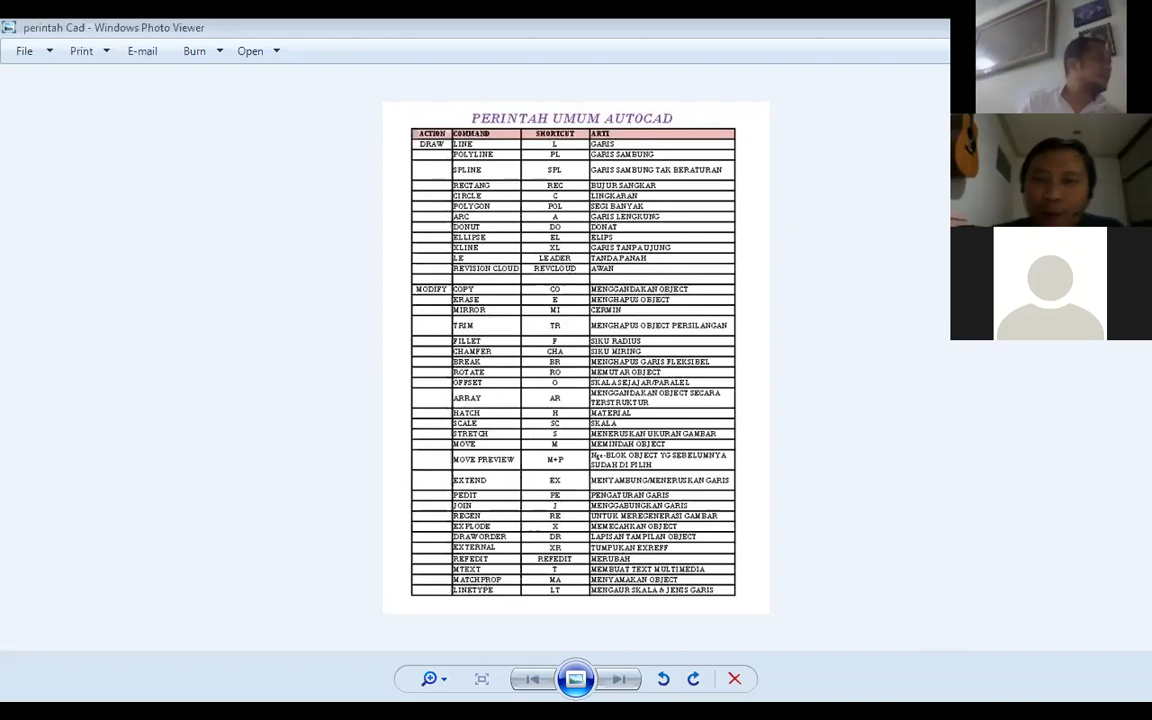 perintah Cad - Windows Photo Viewer
File Print E-mail Burn Open
PERINTAH UMUM AUTOCAD
ACTION COMMAND SHORTCUT ARTI
DRAW LINE L GARIS
POLYLINE PL GARIS SAMBUNG
SPLINE SPL GARIS SAMBUNG TAK BERATURAN
RECTANG REC BUJUR SANGKAR
CIRCLE C LINGKARAN
POLYGON POL SEGI BANYAK
ARC A GARIS LENGKUNG
DONUT DO DONAT
ELLIPSE EL ELIPS
XLINE XL GARIS TANPA UJUNG
LE LEADER TANDA PANAH
REVISION CLOUD REVCLOUD AWAN
MODIFY COPY CO MENGGANDAKAN OBJECT
ERASE E MENGHAPUS OBJECT
MIRROR MI CERMIN
TRIM TR MENGHAPUS OBJECT PERSILANGAN
FILLET F SIKU RADIUS
CHAMFER CHA SIKU MIRING
BREAK BR MENGHAPUS GARIS FLEKSIBEL
ROTATE RO MEMUTAR OBJECT
OFFSET O SKALA SEJAJAR/PARALEL
ARRAY AR MENGGANDAKAN OBJECT SECARA
TERSTRUKTUR
HATCH H MATERIAL
SCALE SC SKALA
STRETCH S MENERUSKAN UKURAN GAMBAR
MOVE M MEMINDAH OBJECT
MOVE PREVIEW M+P Nge-BLOK OBJECT YG SEBELUMNYA
SUDAH DI PILIH
EXTEND EX MENYAMBUNG/MENERUSKAN GARIS
PEDIT PE PENGATURAN GARIS
JOIN J MENGGABUNGKAN GARIS
REGEN RE UNTUK MEREGENERASI GAMBAR
EXPLODE X MEMECAHKAN OBJECT
DRAWORDER DR LAPISAN TAMPILAN OBJECT
EXTERNAL XR TUMPUKAN EXREFF
REFEDIT REFEDIT MERUBAH
MTEXT T MEMBUAT TEXT MULTIMEDIA
MATCHPROP MA MENYAMAKAN OBJECT
LINETYPE LT MENGAUR SKALA & JENIS GARIS